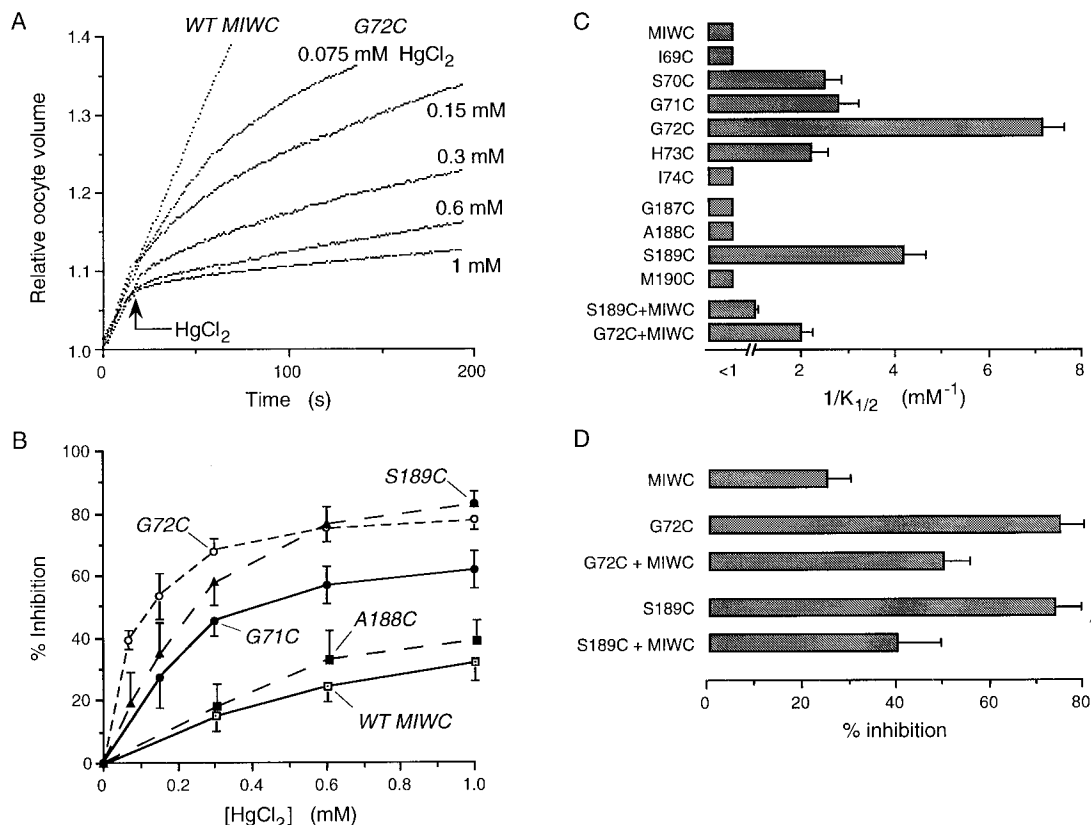 A
WT MIWC
G72C
0.075 mM HgCl2
0.15 mM
0.3 mM
0.6 mM
1 mM
HgCl2
1.4
1.3
1.2
1.1
1.0
Relative oocyte volume
0
100
200
Time (s)
B
S189C
G72C
G71C
A188C
WT MIWC
100
80
60
40
20
0
% Inhibition
0
0.2
0.4
0.6
0.8
1.0
[HgCl2] (mM)
C
MIWC
I69C
S70C
G71C
G72C
H73C
I74C
G187C
A188C
S189C
M190C
S189C+MIWC
G72C+MIWC
<1
2
4
6
8
1/K1/2 (mM-1)
D
MIWC
G72C
G72C + MIWC
S189C
S189C + MIWC
0
20
40
60
80
% inhibition